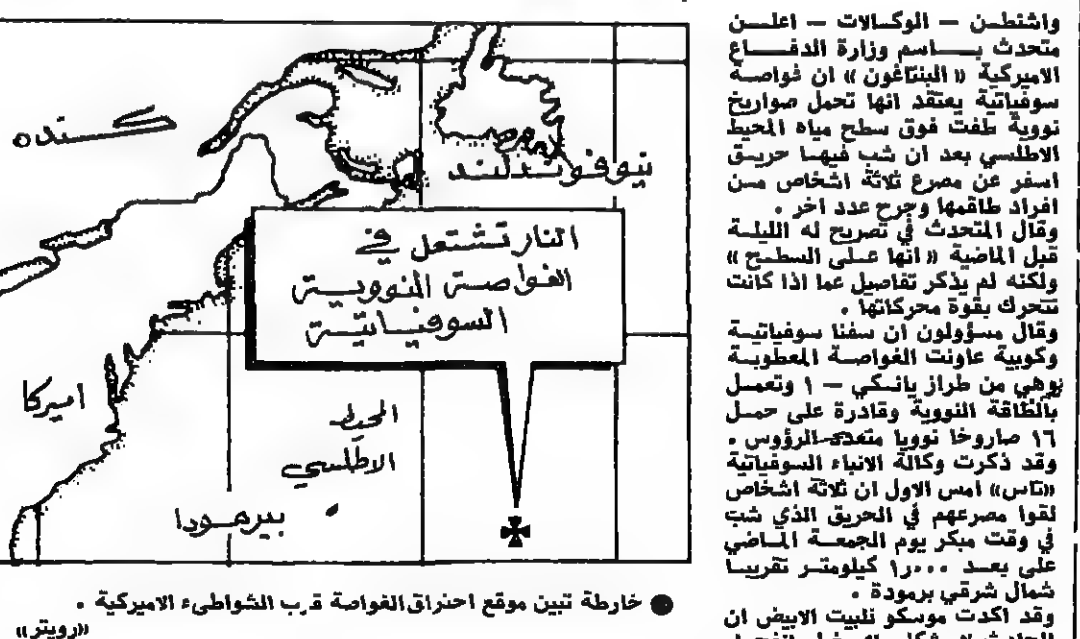 واشنطن – الوكالات – اعلن
متحدث باسم وزارة الدفاع
الاميركية «البنتاغون» ان غواصة
سوفياتية يعتقد انها تحمل صواريخ
نووية طفت فوق سطح مياه المحيط
الاطلسي بعد ان شب فيها حريق
اسفر عن مصرع ثلاثة اشخاص من
افراد طاقمها وجرح عدد اخر .
وقال المتحدث في تصريح له الليلة
قبل الماضية «انها على السطح»
ولكنه لم يذكر تفاصيل عما اذا كانت
تتحرك بقوة محركاتها .
وقال مسؤولون ان سفنا سوفياتية
وكوبية عاونت الغواصة المعطوبة
وهي من طراز يانكي – ١ وتعمل
بالطاقة النووية وقادرة على حمل
١٦ صاروخا نوويا متعدد الرؤوس .
وقد ذكرت وكالة الانباء السوفياتية
«تاس» امس الاول ان ثلاثة اشخاص
لقوا مصرعهم في الحريق الذي شب
في وقت مبكر يوم الجمعة الماضي
على بعد ١٫٠٠٠ كيلومتر تقريبا
شمال شرقي برمودة .
وقد اكدت موسكو للبيت الابيض ان
كنده
نيوفوندلند
النار تشتعل في
الغواصة النووية
السوفياتية
اميركا
المحيط
الاطلسي
بيرمودا
● خارطة تبين موقع احتراق الغواصة قرب الشواطىء الاميركية .
«رويتر»